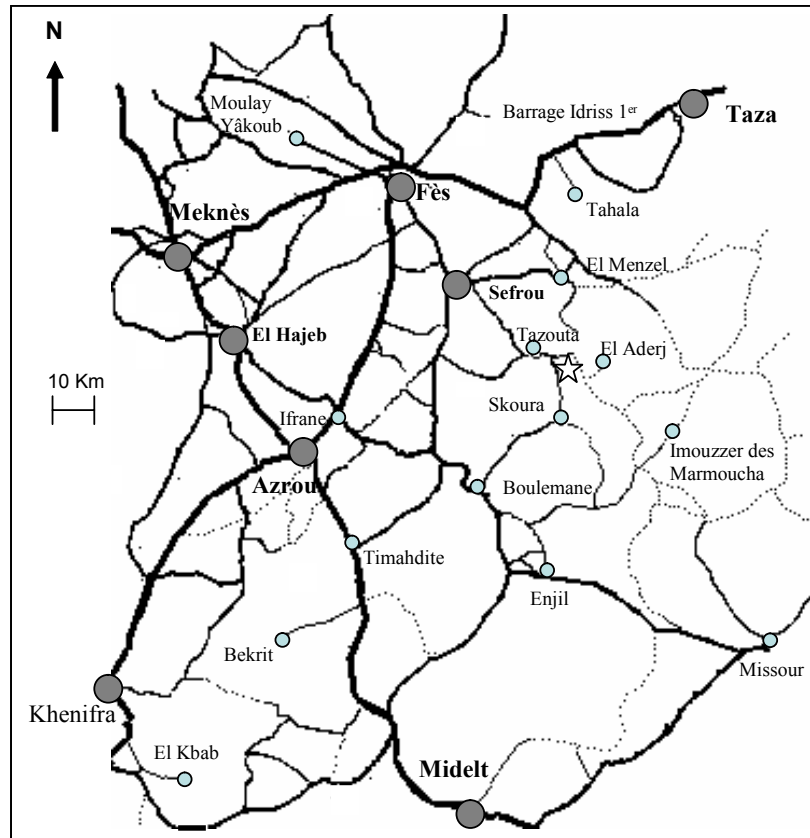 N
Moulay
Yâkoub
Barrage Idriss 1er
Taza
Fès
Meknès
Tahala
El Menzel
Sefrou
El Hajeb
Tazouta
El Aderj
10 Km
Ifrane
Skoura
Imouzzer des
Marmoucha
Azrou
Boulemane
Timahdite
Enjil
Bekrit
Missour
Khenifra
El Kbab
Midelt